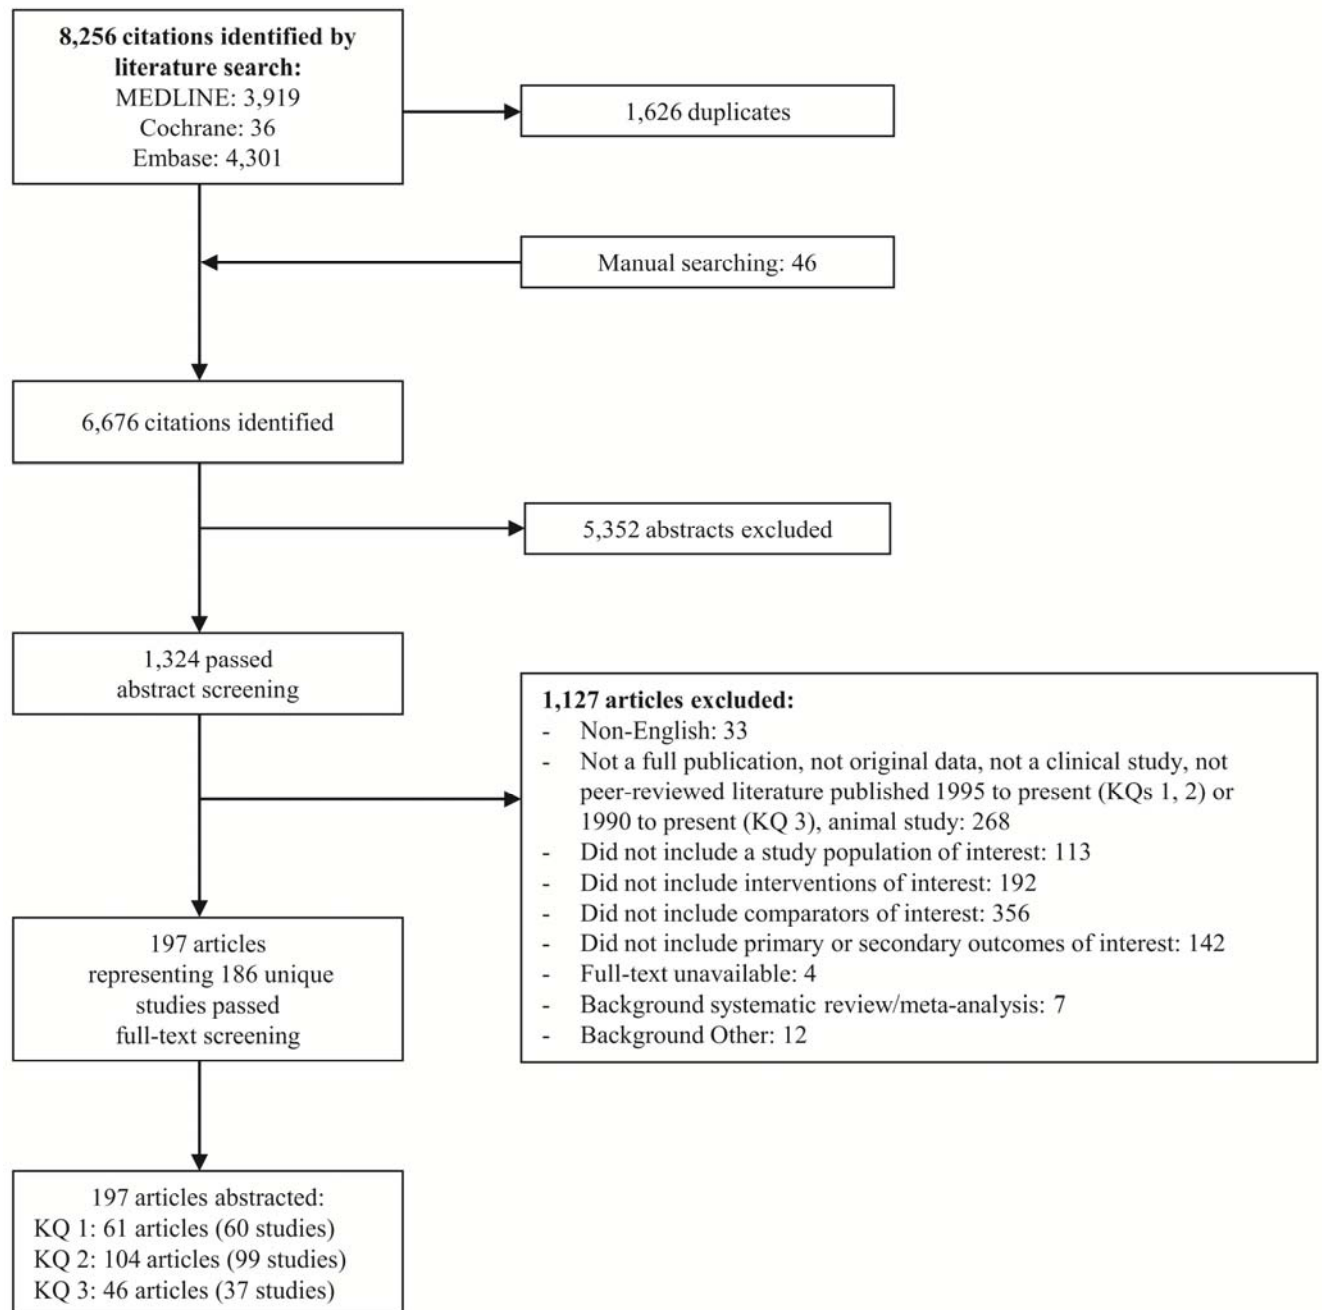 8,256 citations identified by
literature search:
MEDLINE: 3,919
Cochrane: 36
Embase: 4,301
1,626 duplicates
Manual searching: 46
6,676 citations identified
5,352 abstracts excluded
1,324 passed
abstract screening
1,127 articles excluded:
- Non-English: 33
- Not a full publication, not original data, not a clinical study, not
peer-reviewed literature published 1995 to present (KQs 1, 2) or
1990 to present (KQ 3), animal study: 268
- Did not include a study population of interest: 113
- Did not include interventions of interest: 192
- Did not include comparators of interest: 356
- Did not include primary or secondary outcomes of interest: 142
- Full-text unavailable: 4
- Background systematic review/meta-analysis: 7
- Background Other: 12
197 articles
representing 186 unique
studies passed
full-text screening
197 articles abstracted:
KQ 1: 61 articles (60 studies)
KQ 2: 104 articles (99 studies)
KQ 3: 46 articles (37 studies)